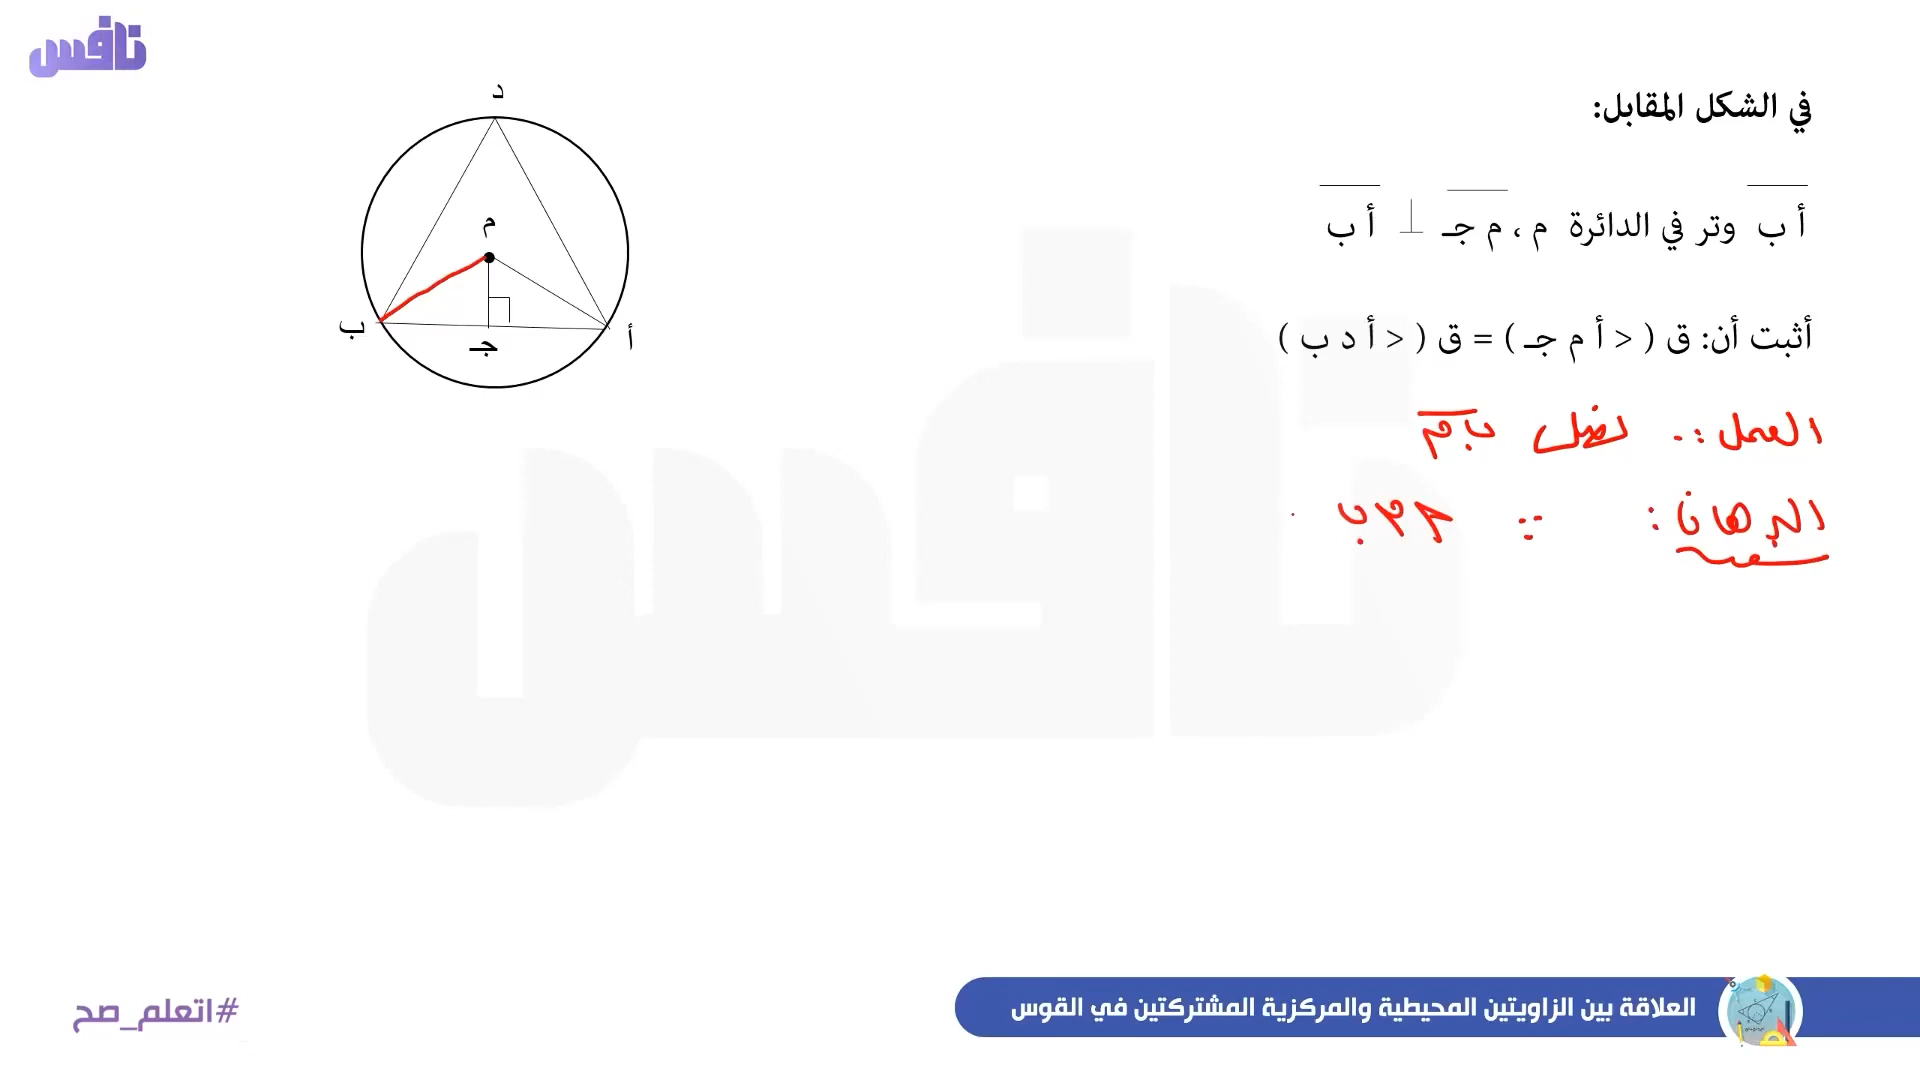 نافس
في الشكل المقابل:
أ ب وتر في الدائرة م ، م جـ ⊥ أ ب
أثبت أن: ق ( > أ م جـ ) = ق ( > أ د ب )
العمل: نصل ب م
البرهان: ∵ م ب
د
م
ب
جـ
أ
العلاقة بين الزاويتين المحيطية والمركزية المشتركتين في القوس
#اتعلم_صح